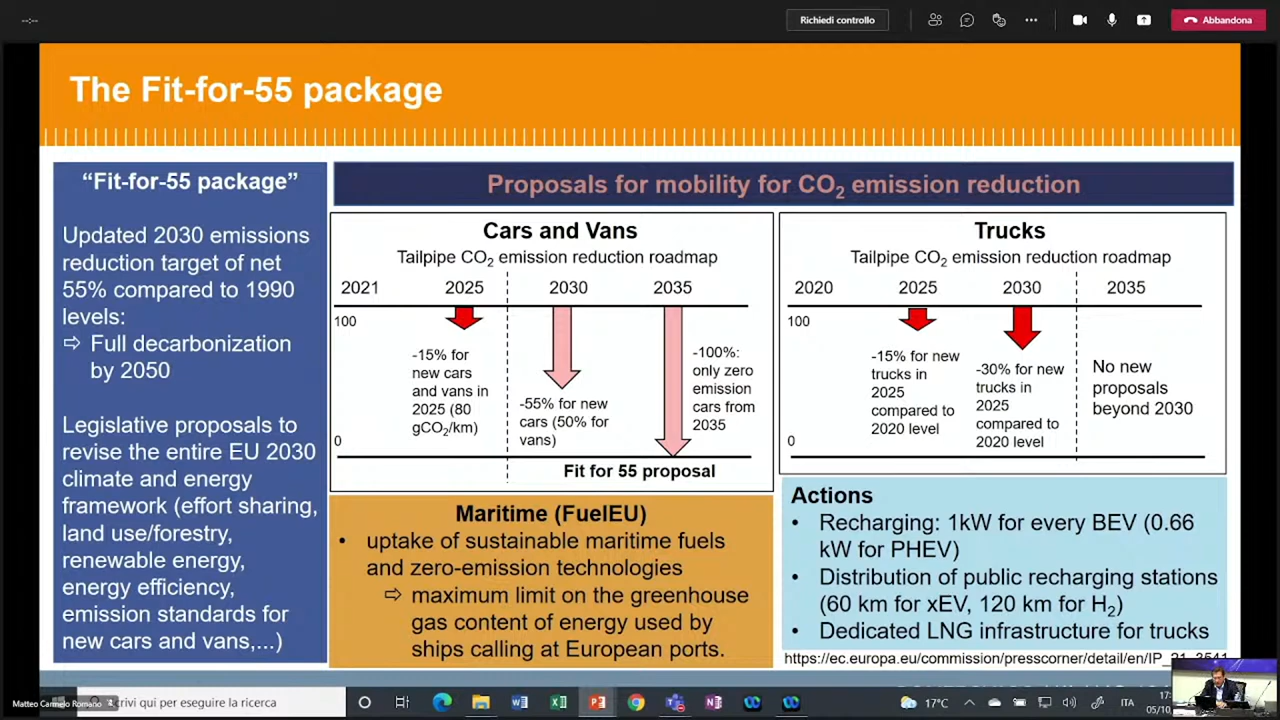 --:--
Richiedi controllo
Abbandona
The Fit-for-55 package
“Fit-for-55 package”
Updated 2030 emissions
reduction target of net
55% compared to 1990
levels:
⇨ Full decarbonization
by 2050
Legislative proposals to
revise the entire EU 2030
climate and energy
framework (effort sharing,
land use/forestry,
renewable energy,
energy efficiency,
emission standards for
new cars and vans,...)
Proposals for mobility for CO2 emission reduction
Cars and Vans
Tailpipe CO2 emission reduction roadmap
2021 2025 2030 2035
100
-15% for
new cars
and vans in
2025 (80
gCO2/km)
-55% for new
cars (50% for
vans)
-100%:
only zero
emission
cars from
2035
0
Fit for 55 proposal
Trucks
Tailpipe CO2 emission reduction roadmap
2020 2025 2030 2035
100
-15% for new
trucks in
2025
compared to
2020 level
-30% for new
trucks in
2025
compared to
2020 level
No new
proposals
beyond 2030
0
Maritime (FuelEU)
• uptake of sustainable maritime fuels
and zero-emission technologies
⇨ maximum limit on the greenhouse
gas content of energy used by
ships calling at European ports.
Actions
• Recharging: 1kW for every BEV (0.66
kW for PHEV)
• Distribution of public recharging stations
(60 km for xEV, 120 km for H2)
• Dedicated LNG infrastructure for trucks
https://ec.europa.eu/commission/presscorner/detail/en/IP_21_3541
Matteo Carmelo Romano
crivi qui per eseguire la ricerca
17°C
ITA
17:
05/10